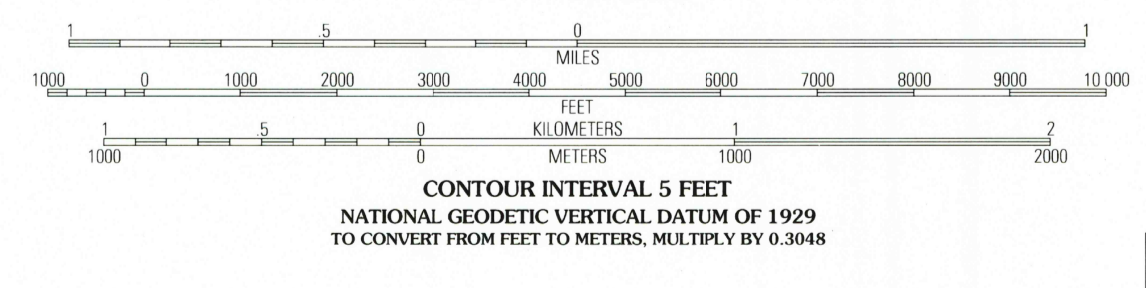 1 .5 0 1
MILES
1000 0 1000 2000 3000 4000 5000 6000 7000 8000 9000 10 000
FEET
1 .5 0 KILOMETERS 1 2
1000 0 METERS 1000 2000
CONTOUR INTERVAL 5 FEET
NATIONAL GEODETIC VERTICAL DATUM OF 1929
TO CONVERT FROM FEET TO METERS, MULTIPLY BY 0.3048